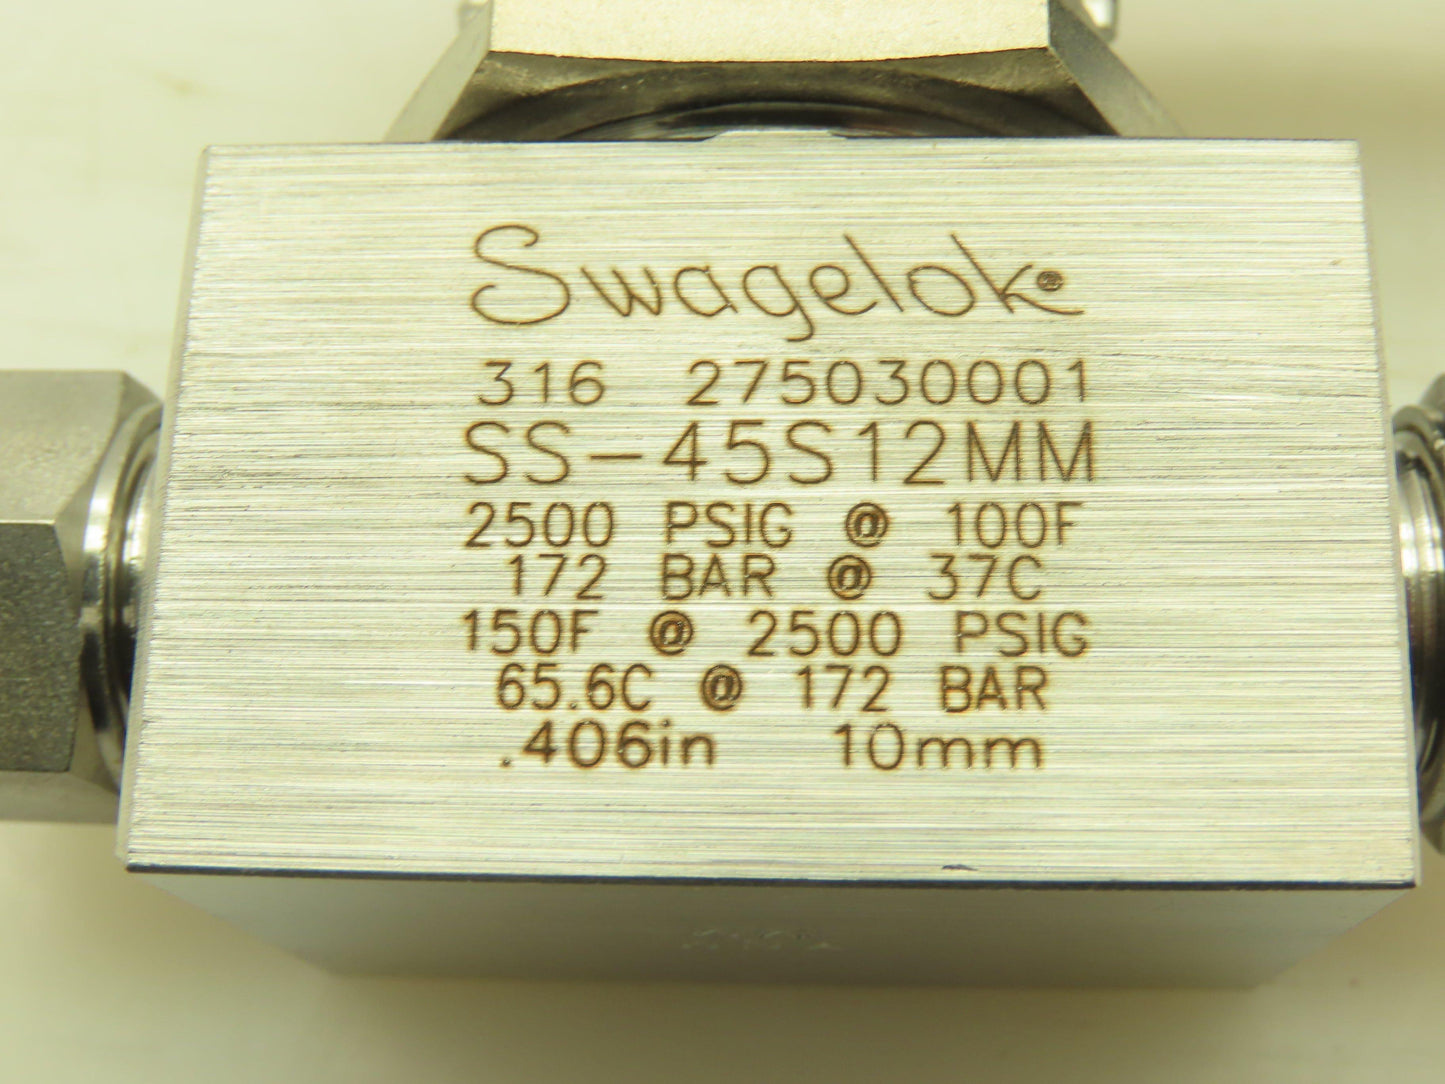 Swagelok®
316 275030001
SS-45S12MM
2500 PSIG @ 100F
172 BAR @ 37C
150F @ 2500 PSIG
65.6C @ 172 BAR
.406in 10mm